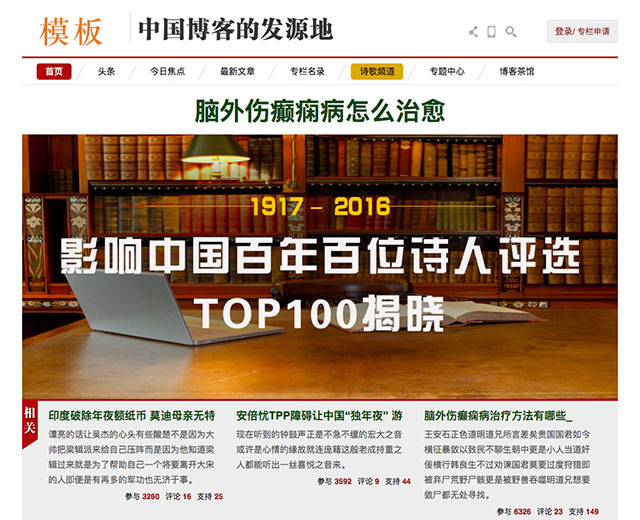 模板
中国博客的发源地
登录/ 专栏申请
首页 头条 今日焦点 最新文章 专栏名录 诗歌频道 专题中心 博客茶馆
脑外伤癫痫病怎么治愈
1917 – 2016
影响中国百年百位诗人评选
TOP100揭晓
相关
印度破除年夜额纸币 莫迪母亲无特
谭亮的话让吴杰的心头有些酸楚不是因为大
帅把梁辑派来给自己压阵而是因为他知道梁
辑过来就是为了帮助自己一个将要离开大宋
的人即便是有再多的军功也无济于事。
参与 3260 评论 16 支持 25
安倍忧TPP障碍让中国“独年夜” 游
现在听到的钟鼓声正是不急不缓的宏大之音
或许是心情的缘故就连庞籍这般老成持重之
人都能听出一丝喜悦之音来。
参与 3592 评论 9 支持 44
脑外伤癫痫病治疗方法有哪些_
王安石正色道明道兄所言差矣贵国国君如今
横征暴敛以致民不聊生朝中更是小人当道奸
佞横行韩良生不过劝谏国君莫要过度狩猎即
被弃尸荒野尸骸更是被野兽吞噬明道兄想要
敛尸都无处寻找。
参与 6326 评论 23 支持 149